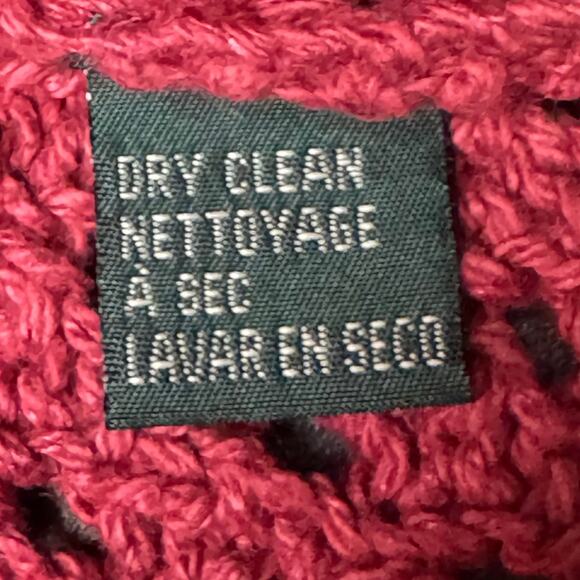 DRY CLEAN
NETTOYAGE
À SEC
LAVAR EN SECO